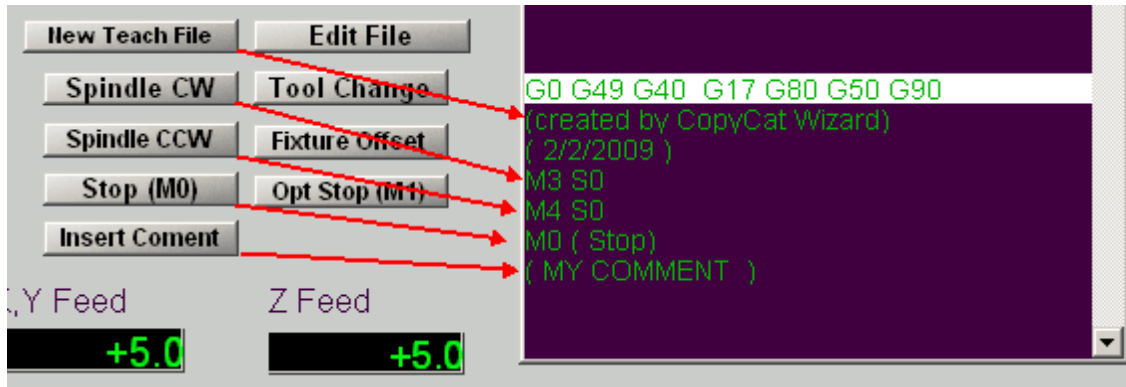 New Teach File
Edit File
Spindle CW
Tool Change
Spindle CCW
Fixture Offset
Stop (M0)
Opt Stop (M1)
Insert Coment
,Y Feed
Z Feed
+5.0
+5.0
G0 G49 G40  G17 G80 G50 G90
(created by CopyCat Wizard)
( 2/2/2009 )
M3 S0
M4 S0
M0 ( Stop)
( MY COMMENT  )